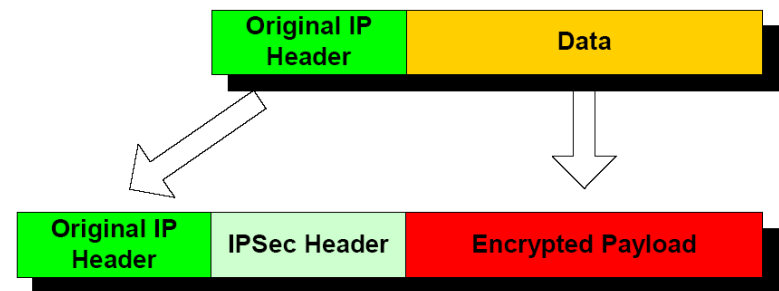 Original IP
Header
Data
Original IP
Header
IPSec Header
Encrypted Payload